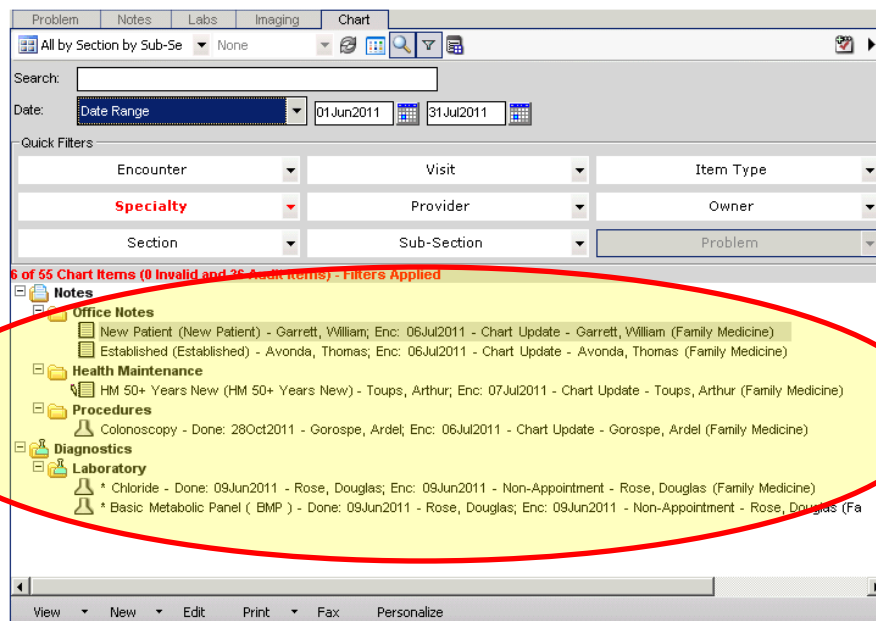 Problem Notes Labs Imaging Chart
All by Section by Sub-Se None
Search:
Date: Date Range 01Jun2011 31Jul2011
Quick Filters
Encounter Visit Item Type
Specialty Provider Owner
Section Sub-Section Problem
6 of 55 Chart Items (0 Invalid and 36 Audit Items) - Filters Applied
Notes
Office Notes
New Patient (New Patient) - Garrett, William; Enc: 06Jul2011 - Chart Update - Garrett, William (Family Medicine)
Established (Established) - Avonda, Thomas; Enc: 06Jul2011 - Chart Update - Avonda, Thomas (Family Medicine)
Health Maintenance
HM 50+ Years New (HM 50+ Years New) - Toups, Arthur; Enc: 07Jul2011 - Chart Update - Toups, Arthur (Family Medicine)
Procedures
Colonoscopy - Done: 28Oct2011 - Gorospe, Ardel; Enc: 06Jul2011 - Chart Update - Gorospe, Ardel (Family Medicine)
Diagnostics
Laboratory
* Chloride - Done: 09Jun2011 - Rose, Douglas; Enc: 09Jun2011 - Non-Appointment - Rose, Douglas (Family Medicine)
* Basic Metabolic Panel ( BMP ) - Done: 09Jun2011 - Rose, Douglas; Enc: 09Jun2011 - Non-Appointment - Rose, Douglas (Fa
View New Edit Print Fax Personalize